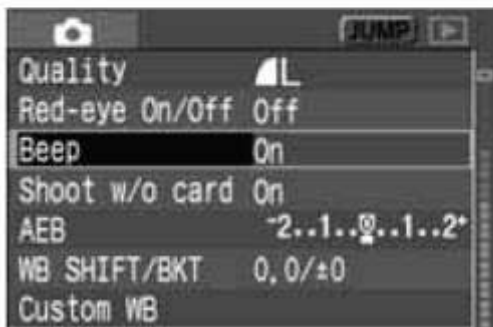 JUMP
Quality L
Red-eye On/Off Off
Beep On
Shoot w/o card On
AEB -2..1..0..1..2+
WB SHIFT/BKT 0,0/±0
Custom WB